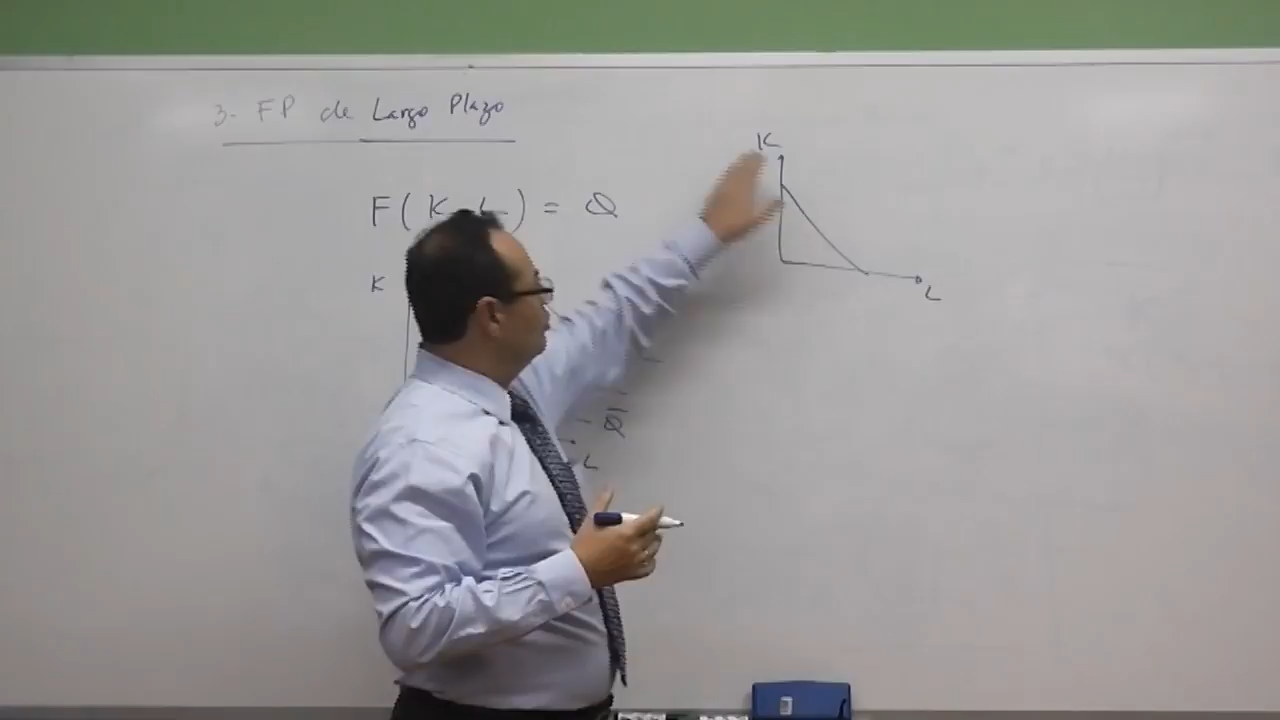 3- FP de Largo Plazo
K
F( K, L ) = Q
K
L
Q̅
L